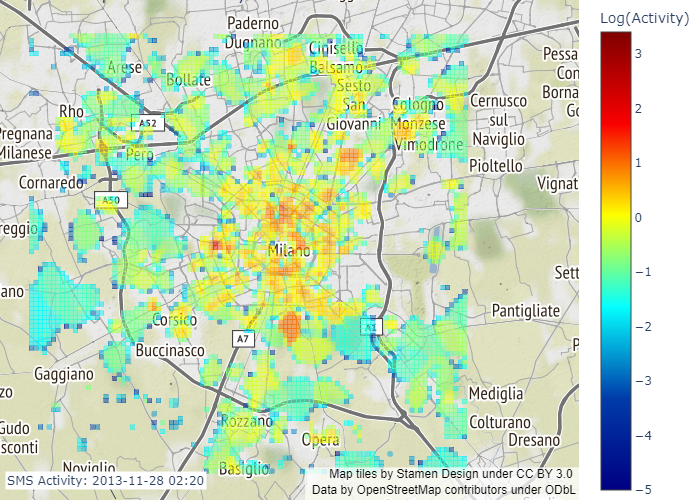 Log(Activity)
Paderno
Dugnano
Cinisello
Balsamo
Pessa
Con
Arese
Bollate
Sesto
San
Giovanni
Borna
Go
Rho
A52
Cologno
Monzese
Cernusco
sul
Naviglio
Pregnana
Milanese
Pero
Vimodrone
Pioltello
Cornaredo
Vignat
A50
reggio
Milano
Sett
ano
Pantigliate
Corsico
A1
A7
P
Buccinasco
Gaggiano
zo
Mediglia
Rozzano
Colturano
Gudo
sconti
Opera
Dresano
Noviglio
Basiglio
SMS Activity: 2013-11-28 02:20
Map tiles by Stamen Design under CC BY 3.0
Data by OpenStreetMap contributors under ODbL
3
2
1
0
−1
−2
−3
−4
−5